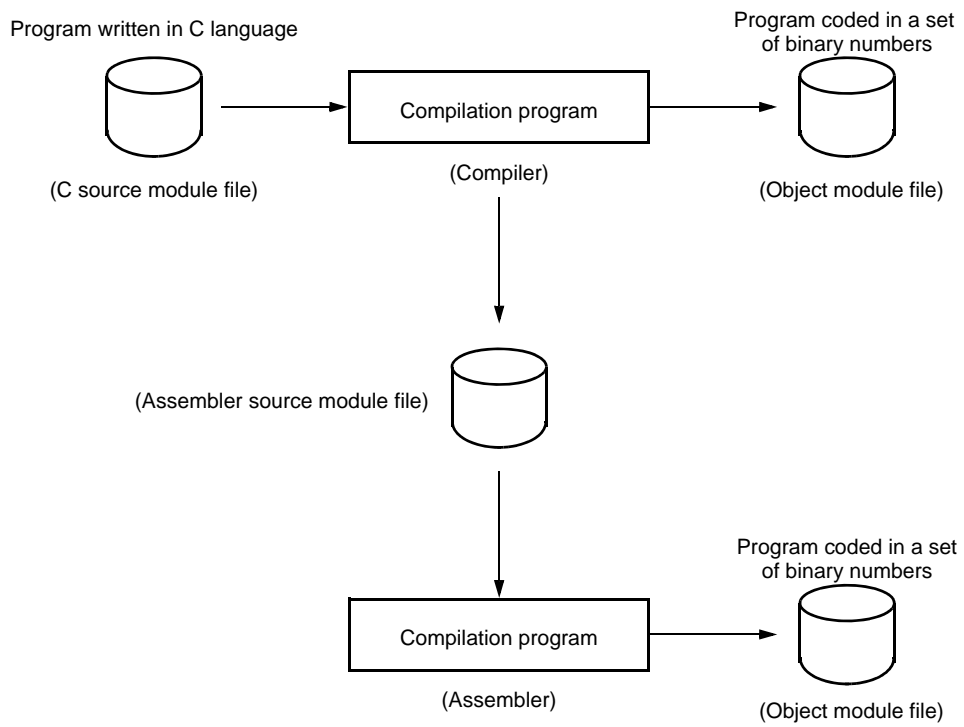 Program written in C language
Program coded in a set
of binary numbers
Compilation program
(C source module file)
(Compiler)
(Object module file)
(Assembler source module file)
Program coded in a set
of binary numbers
Compilation program
(Assembler)
(Object module file)